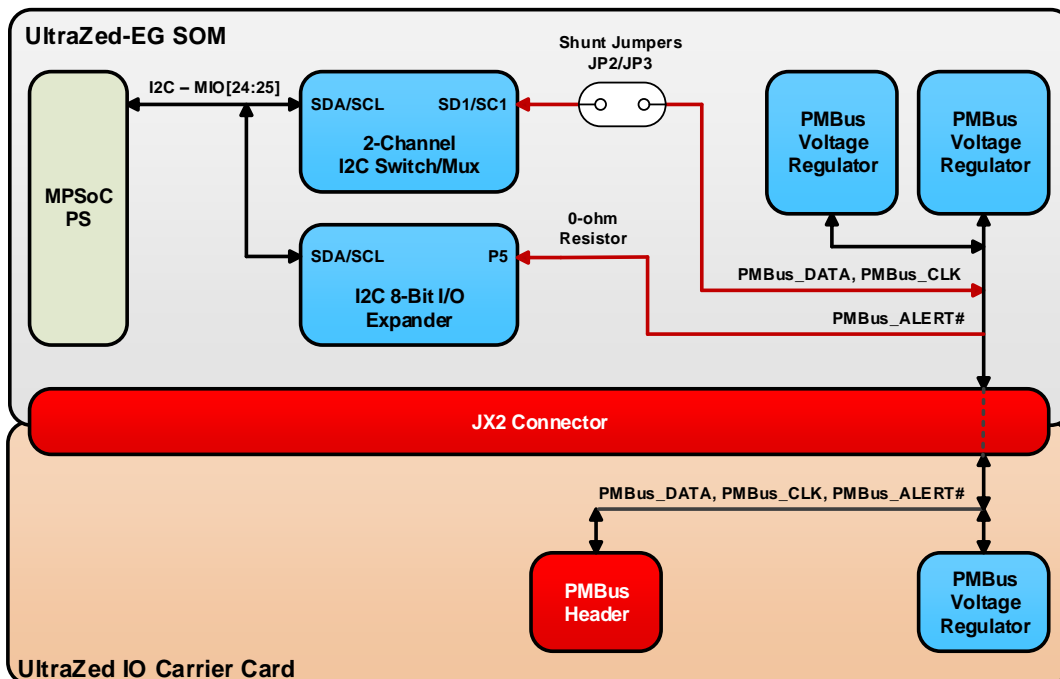 UltraZed-EG SOM
Shunt Jumpers
JP2/JP3
I2C – MIO[24:25]
MPSoC
PS
SDA/SCL
SD1/SC1
2-Channel
I2C Switch/Mux
PMBus
Voltage
Regulator
PMBus
Voltage
Regulator
0-ohm
Resistor
SDA/SCL
P5
I2C 8-Bit I/O
Expander
PMBus_DATA, PMBus_CLK
PMBus_ALERT#
JX2 Connector
PMBus_DATA, PMBus_CLK, PMBus_ALERT#
PMBus
Header
PMBus
Voltage
Regulator
UltraZed IO Carrier Card